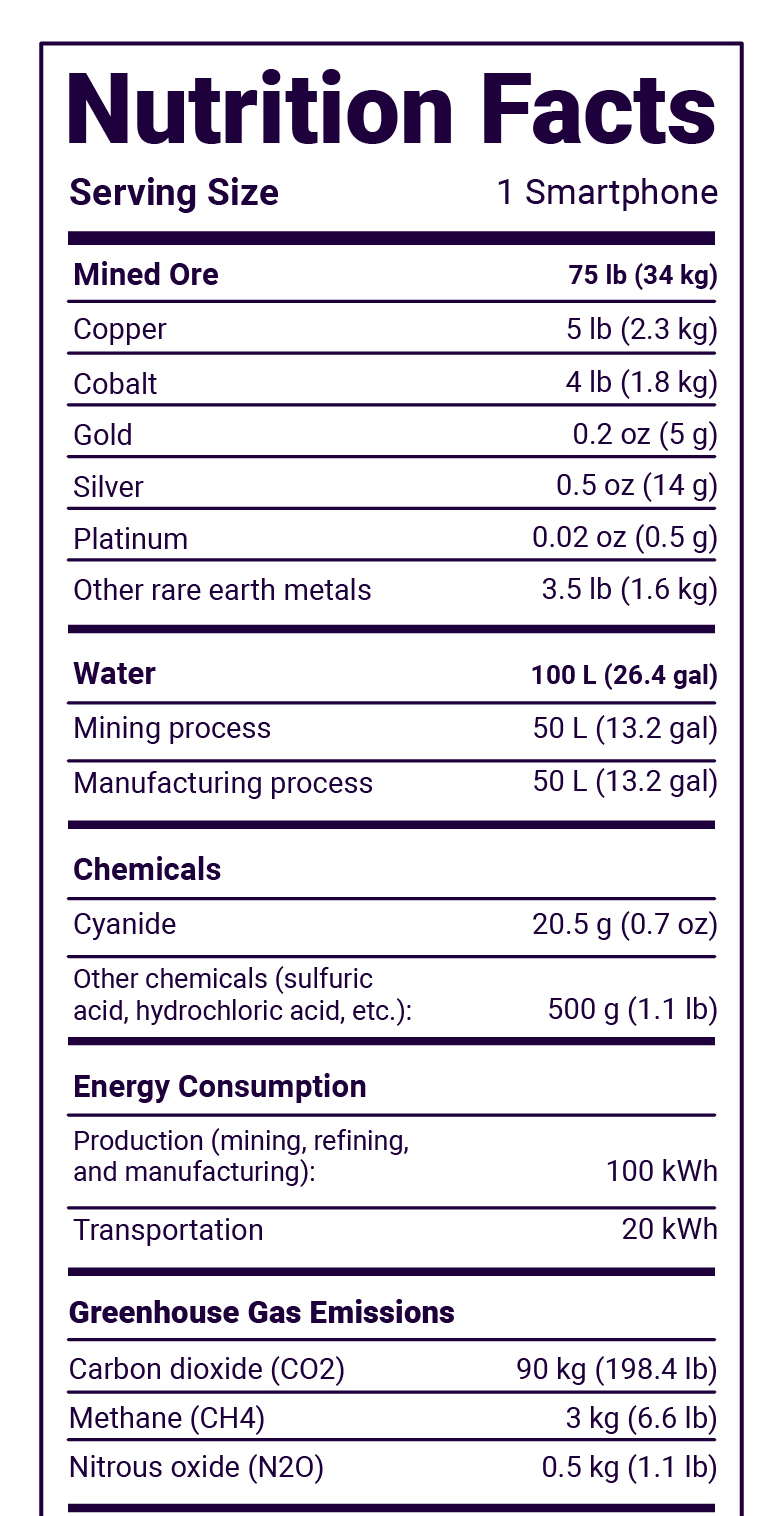 Nutrition Facts
Serving Size 1 Smartphone
Mined Ore 75 lb (34 kg)
Copper 5 lb (2.3 kg)
Cobalt 4 lb (1.8 kg)
Gold 0.2 oz (5 g)
Silver 0.5 oz (14 g)
Platinum 0.02 oz (0.5 g)
Other rare earth metals 3.5 lb (1.6 kg)
Water 100 L (26.4 gal)
Mining process 50 L (13.2 gal)
Manufacturing process 50 L (13.2 gal)
Chemicals
Cyanide 20.5 g (0.7 oz)
Other chemicals (sulfuric
acid, hydrochloric acid, etc.): 500 g (1.1 lb)
Energy Consumption
Production (mining, refining,
and manufacturing): 100 kWh
Transportation 20 kWh
Greenhouse Gas Emissions
Carbon dioxide (CO2) 90 kg (198.4 lb)
Methane (CH4) 3 kg (6.6 lb)
Nitrous oxide (N2O) 0.5 kg (1.1 lb)